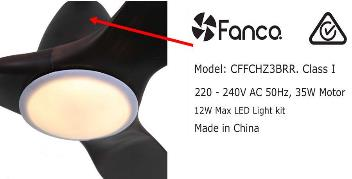 Fanco.
Model: CFFCHZ3BRR. Class I
220 - 240V AC 50Hz, 35W Motor
12W Max LED Light kit
Made in China